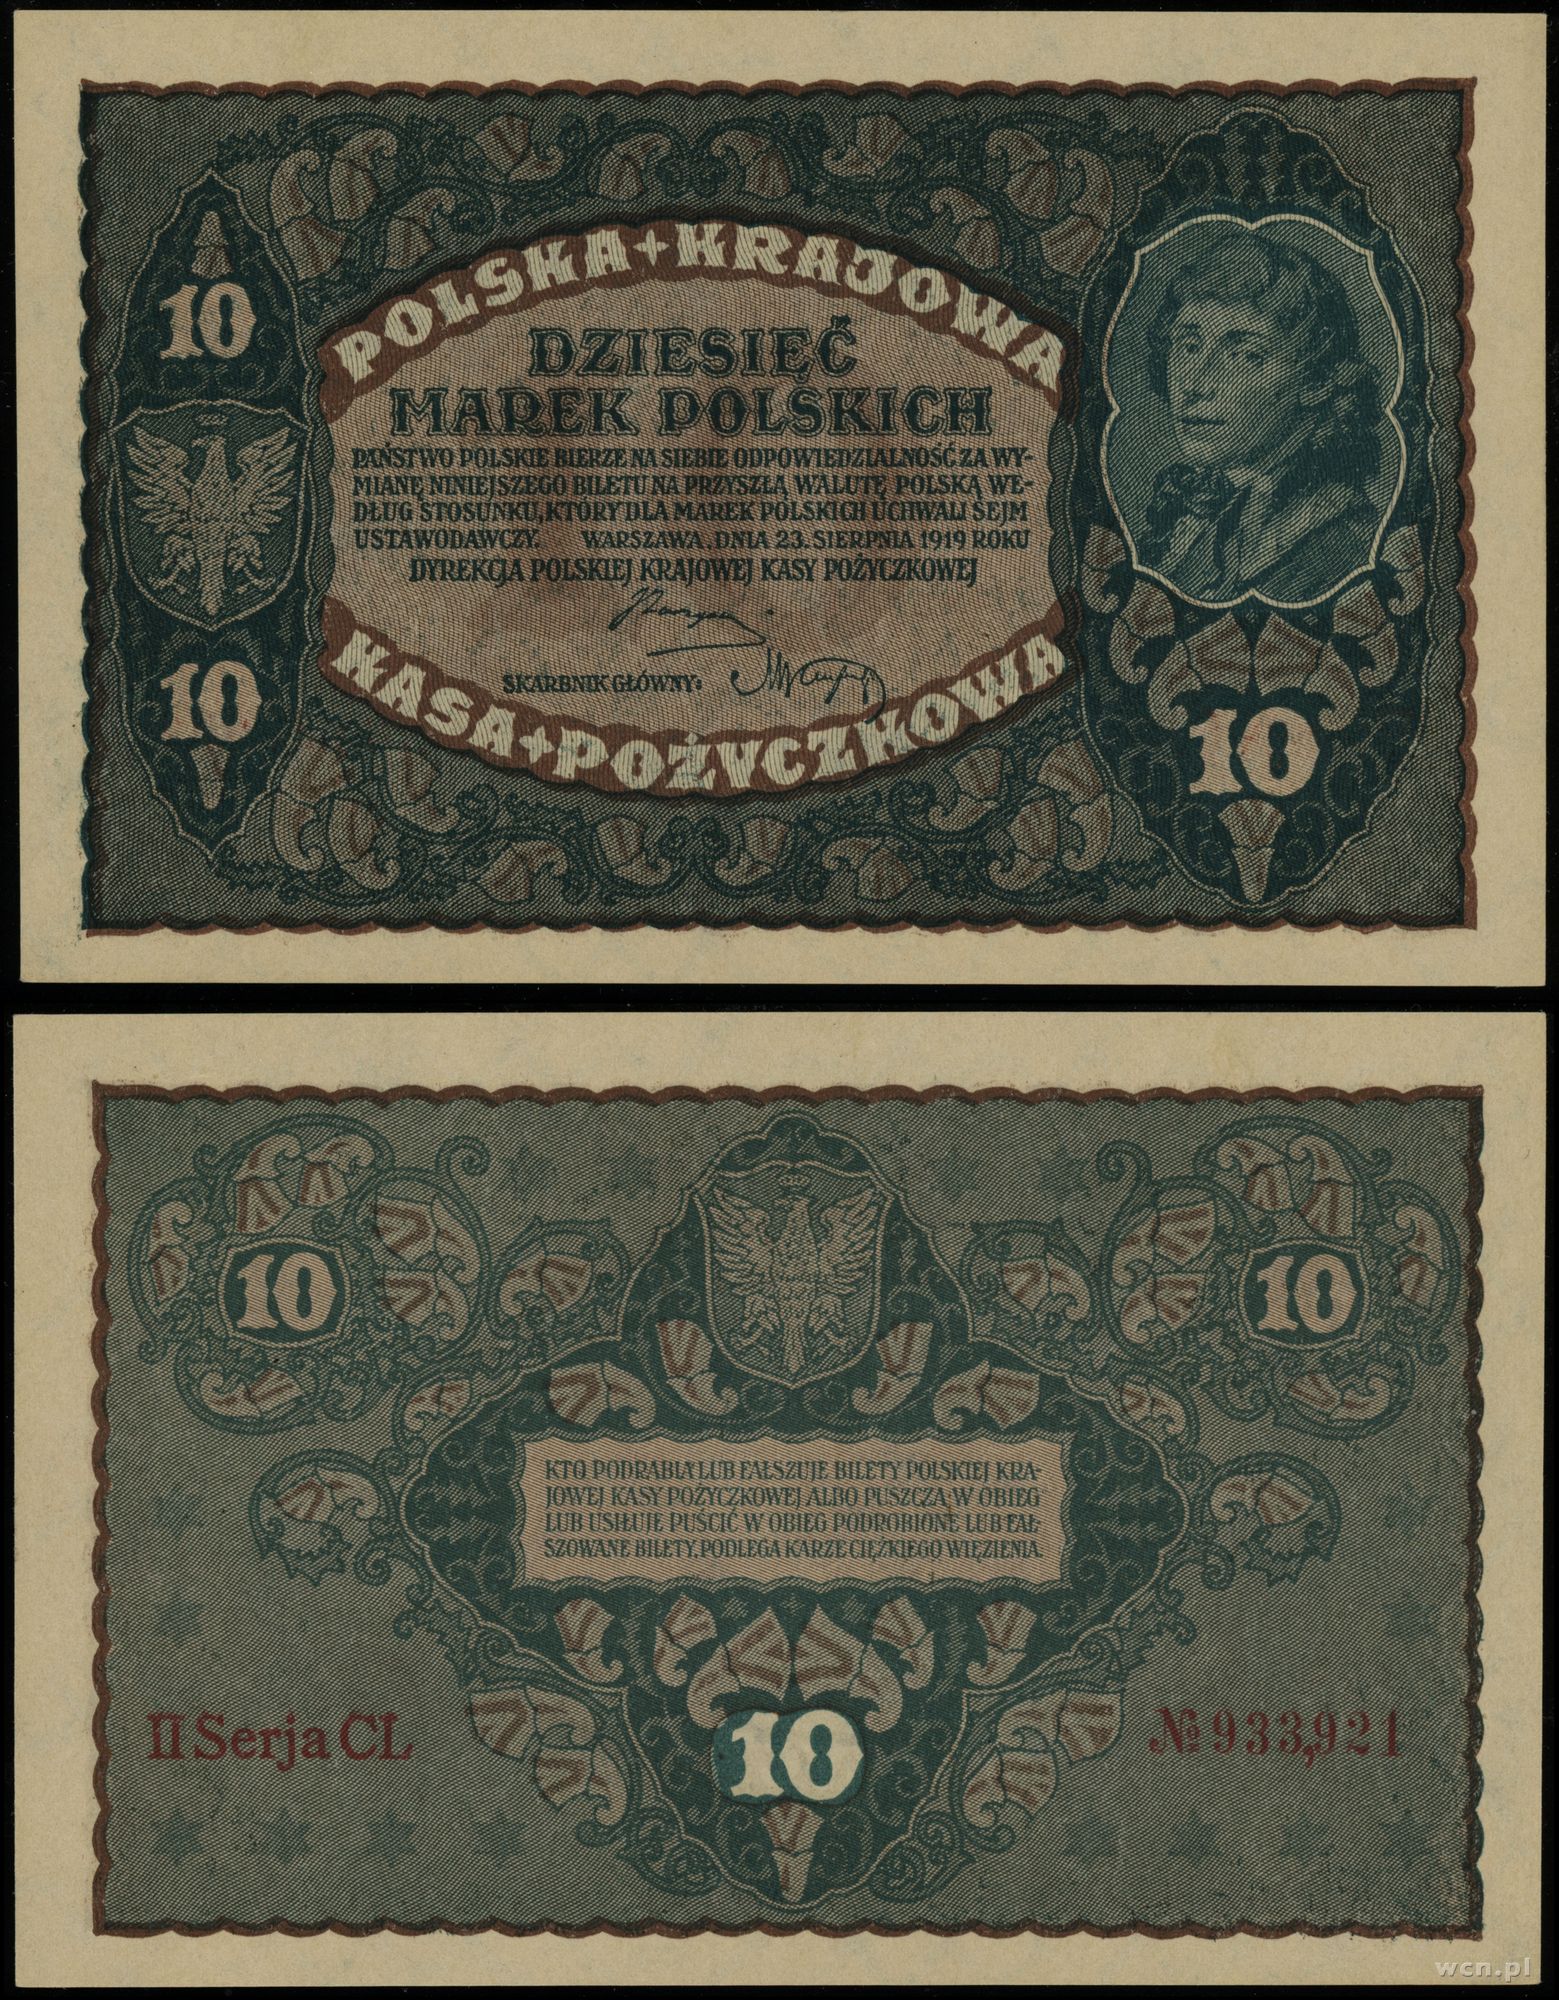 POLSKA + KRAJOWA
10
DZIESIĘĆ
MAREK POLSKICH
PAŃSTWO POLSKIE BIERZE NA SIEBIE ODPOWIEDZIALNOŚĆ ZA WY-
MIANĘ NINIEJSZEGO BILETU NA PRZYSZŁĄ WALUTĘ POLSKĄ WE-
DŁUG STOSUNKU, KTÓRY DLA MAREK POLSKICH UCHWALI SEJM
USTAWODAWCZY. WARSZAWA, DNIA 23. SIERPNIA 1919 ROKU
DYREKCJA POLSKIEJ KRAJOWEJ KASY POŻYCZKOWEJ
SKARBNIK GŁÓWNY:
10
10
KASA + POŻYCZKOWA
10
10
KTO PODRABIA LUB FAŁSZUJE BILETY POLSKIEJ KRA-
JOWEJ KASY POŻYCZKOWEJ ALBO PUSZCZA W OBIEG
LUB USIŁUJE PUŚCIĆ W OBIEG PODROBIONE LUB FAŁ-
SZOWANE BILETY, PODLEGA KARZE CIĘŻKIEGO WIĘZIENIA.
II Serja CL
10
№ 933,921
wcn.pl